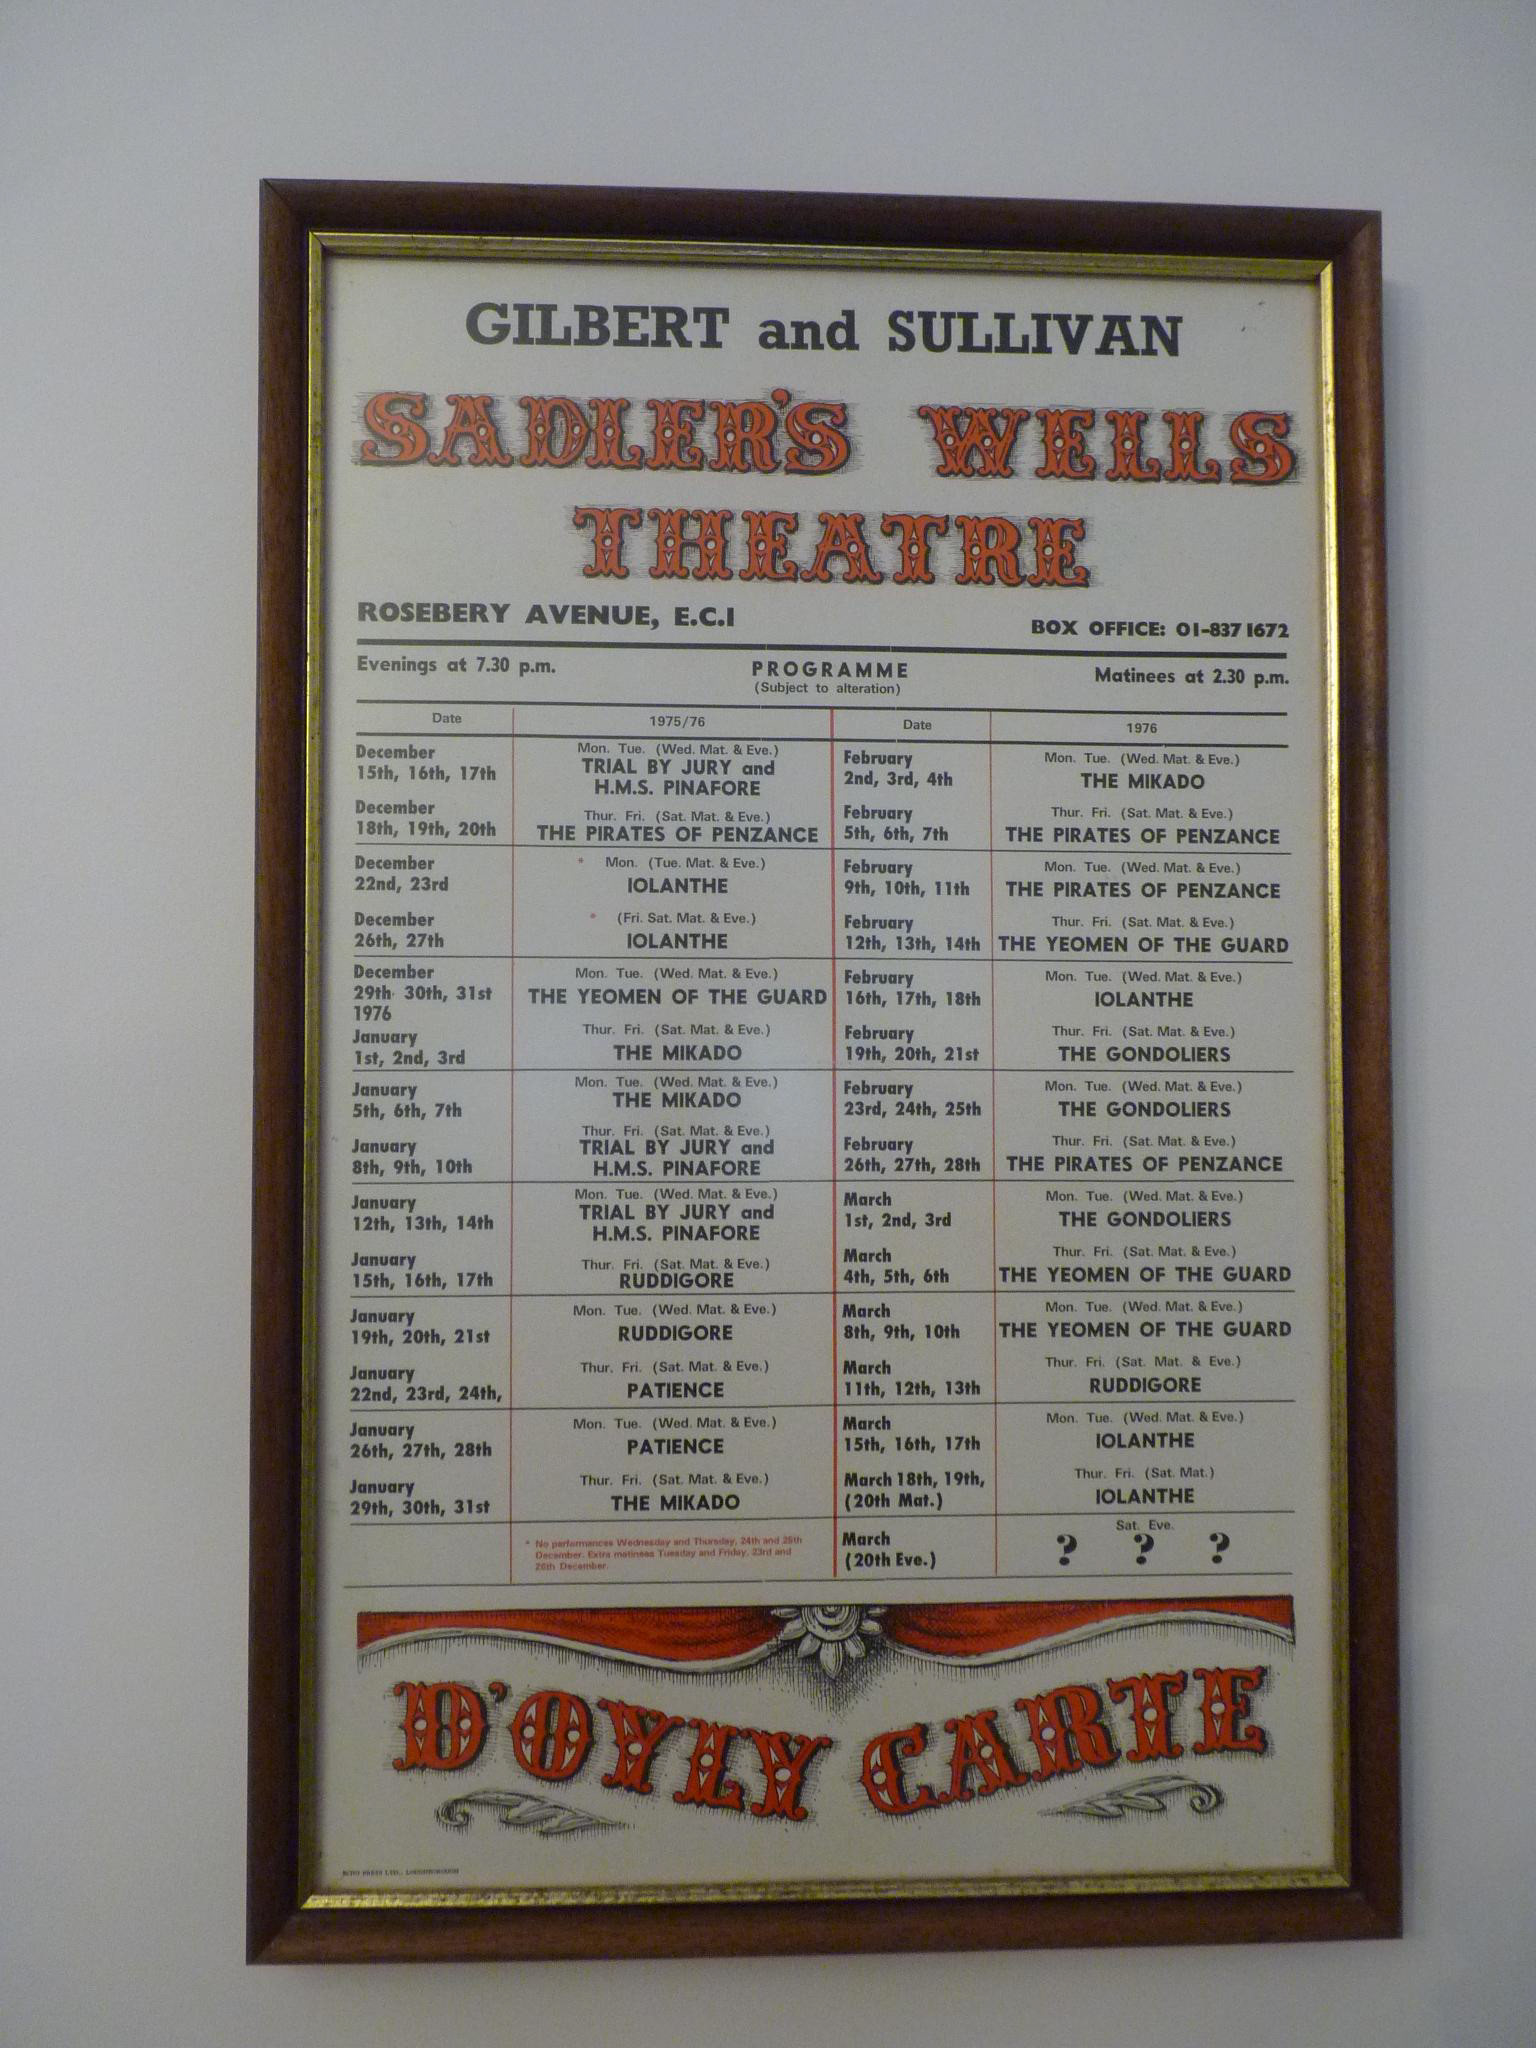 GILBERT and SULLIVAN
SADLER'S WELLS
THEATRE
ROSEBERY AVENUE, E.C.1
BOX OFFICE: 01-837 1672
Evenings at 7.30 p.m.
PROGRAMME
(Subject to alteration)
Matinees at 2.30 p.m.
Date
1975/76
December
15th, 16th, 17th
Mon. Tue. (Wed. Mat. & Eve.)
TRIAL BY JURY and
H.M.S. PINAFORE
December
18th, 19th, 20th
Thur. Fri. (Sat. Mat. & Eve.)
THE PIRATES OF PENZANCE
December
22nd, 23rd
* Mon. (Tue. Mat. & Eve.)
IOLANTHE
December
26th, 27th
* (Fri. Sat. Mat. & Eve.)
IOLANTHE
December
29th 30th, 31st
Mon. Tue. (Wed. Mat. & Eve.)
THE YEOMEN OF THE GUARD
1976
January
1st, 2nd, 3rd
Thur. Fri. (Sat. Mat. & Eve.)
THE MIKADO
January
5th, 6th, 7th
Mon. Tue. (Wed. Mat. & Eve.)
THE MIKADO
January
8th, 9th, 10th
Thur. Fri. (Sat. Mat. & Eve.)
TRIAL BY JURY and
H.M.S. PINAFORE
January
12th, 13th, 14th
Mon. Tue. (Wed. Mat. & Eve.)
TRIAL BY JURY and
H.M.S. PINAFORE
January
15th, 16th, 17th
Thur. Fri. (Sat. Mat. & Eve.)
RUDDIGORE
January
19th, 20th, 21st
Mon. Tue. (Wed. Mat. & Eve.)
RUDDIGORE
January
22nd, 23rd, 24th,
Thur. Fri. (Sat. Mat. & Eve.)
PATIENCE
January
26th, 27th, 28th
Mon. Tue. (Wed. Mat. & Eve.)
PATIENCE
January
29th, 30th, 31st
Thur. Fri. (Sat. Mat. & Eve.)
THE MIKADO
* No performances Wednesday and Thursday, 24th and 25th
December. Extra matinees Tuesday and Friday, 23rd and
26th December.
Date
1976
February
2nd, 3rd, 4th
Mon. Tue. (Wed. Mat. & Eve.)
THE MIKADO
February
5th, 6th, 7th
Thur. Fri. (Sat. Mat. & Eve.)
THE PIRATES OF PENZANCE
February
9th, 10th, 11th
Mon. Tue. (Wed. Mat. & Eve.)
THE PIRATES OF PENZANCE
February
12th, 13th, 14th
Thur. Fri. (Sat. Mat. & Eve.)
THE YEOMEN OF THE GUARD
February
16th, 17th, 18th
Mon. Tue. (Wed. Mat. & Eve.)
IOLANTHE
February
19th, 20th, 21st
Thur. Fri. (Sat. Mat. & Eve.)
THE GONDOLIERS
February
23rd, 24th, 25th
Mon. Tue. (Wed. Mat. & Eve.)
THE GONDOLIERS
February
26th, 27th, 28th
Thur. Fri. (Sat. Mat. & Eve.)
THE PIRATES OF PENZANCE
March
1st, 2nd, 3rd
Mon. Tue. (Wed. Mat. & Eve.)
THE GONDOLIERS
March
4th, 5th, 6th
Thur. Fri. (Sat. Mat. & Eve.)
THE YEOMEN OF THE GUARD
March
8th, 9th, 10th
Mon. Tue. (Wed. Mat. & Eve.)
THE YEOMEN OF THE GUARD
March
11th, 12th, 13th
Thur. Fri. (Sat. Mat. & Eve.)
RUDDIGORE
March
15th, 16th, 17th
Mon. Tue. (Wed. Mat. & Eve.)
IOLANTHE
March 18th, 19th,
(20th Mat.)
Thur. Fri. (Sat. Mat.)
IOLANTHE
March
(20th Eve.)
Sat. Eve.
? ? ?
D'OYLY CARTE
ECHO PRESS LTD., LOUGHBOROUGH